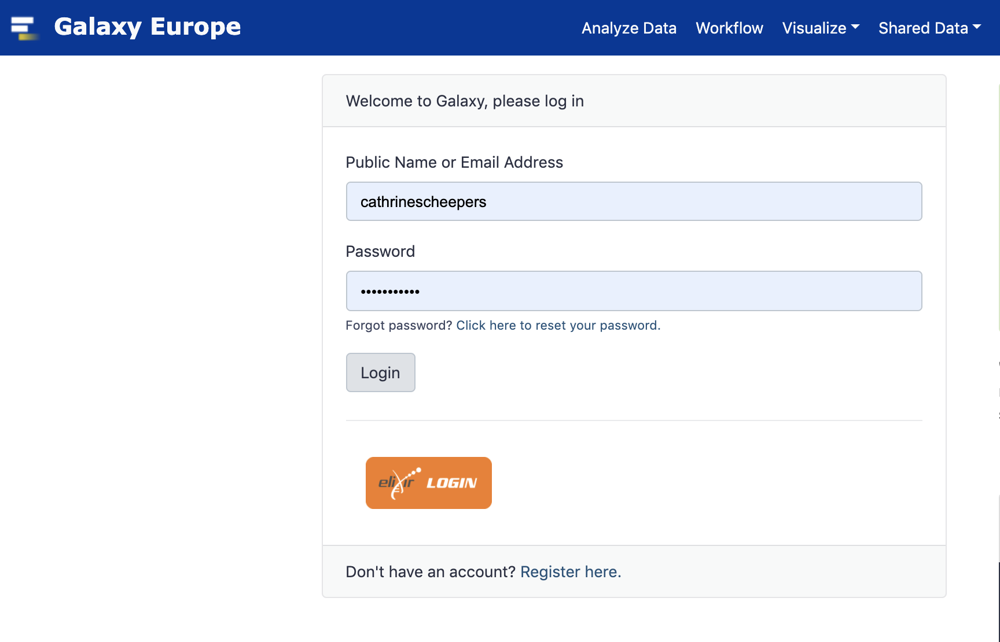 Galaxy Europe
Analyze Data Workflow Visualize Shared Data
Welcome to Galaxy, please log in
Public Name or Email Address
cathrinescheepers
Password
•••••••••••
Forgot password? Click here to reset your password.
Login
elixir LOGIN
Don't have an account? Register here.